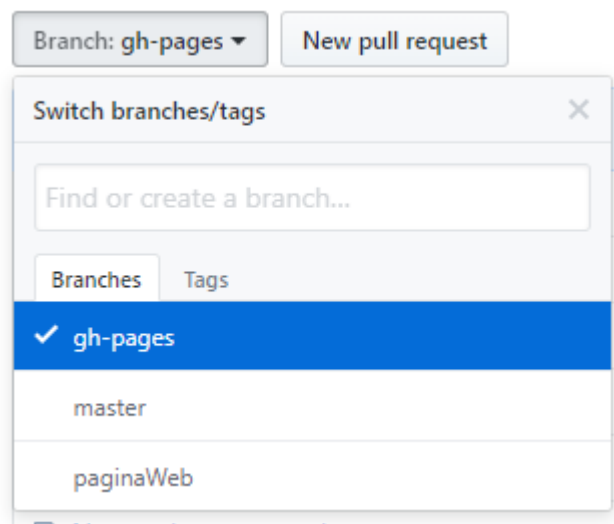 Branch: gh-pages New pull request
Switch branches/tags
Find or create a branch...
Branches Tags
gh-pages
master
paginaWeb